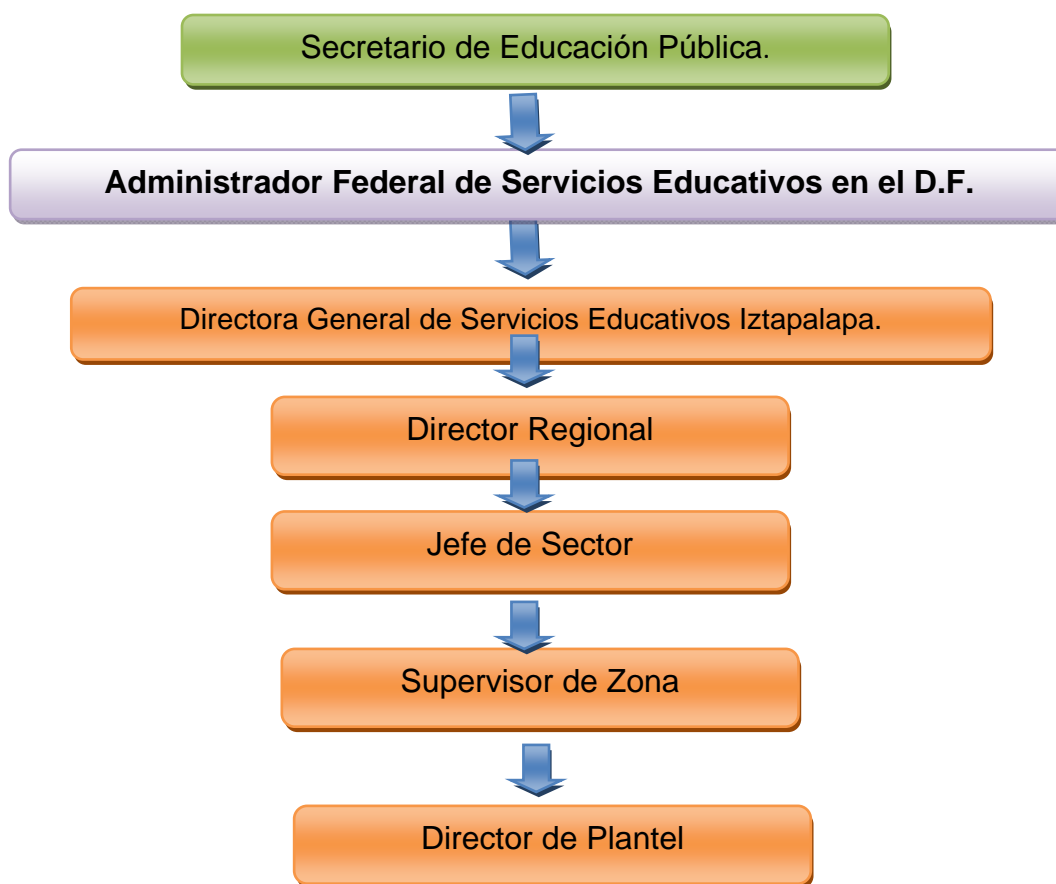 Secretario de Educación Pública.
Administrador Federal de Servicios Educativos en el D.F.
Directora General de Servicios Educativos Iztapalapa.
Director Regional
Jefe de Sector
Supervisor de Zona
Director de Plantel